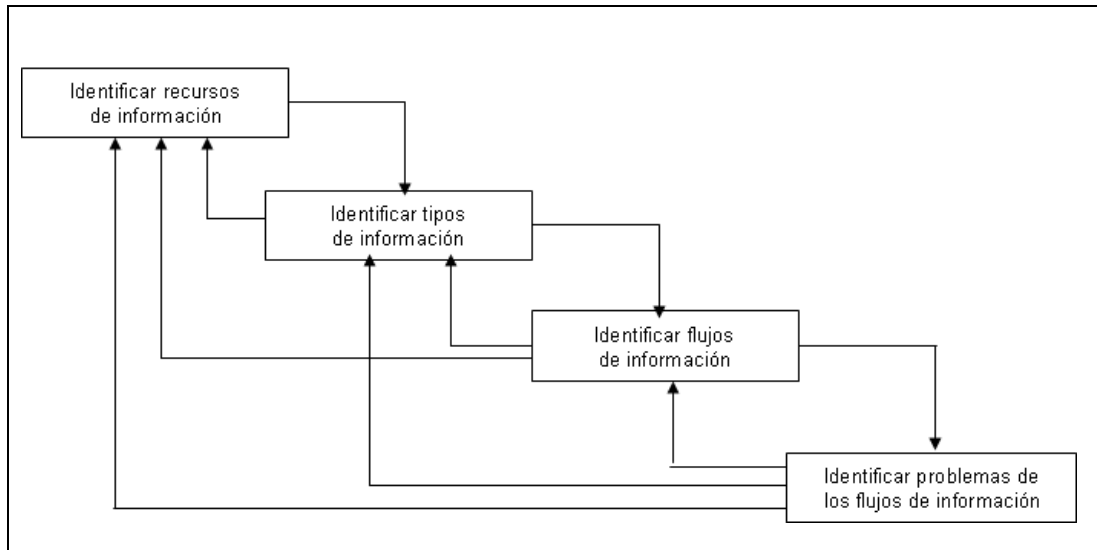 Identificar recursos
de información
Identificar tipos
de información
Identificar flujos
de información
Identificar problemas de
los flujos de información